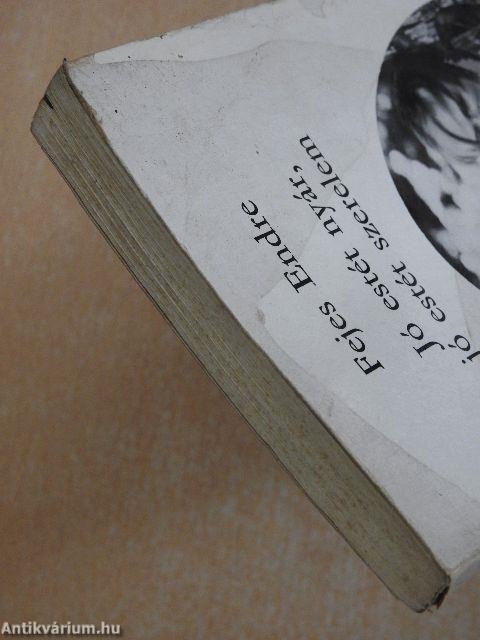 Fejes Endre
Jó estét nyár,
jó estét szerelem
Antikvárium.hu